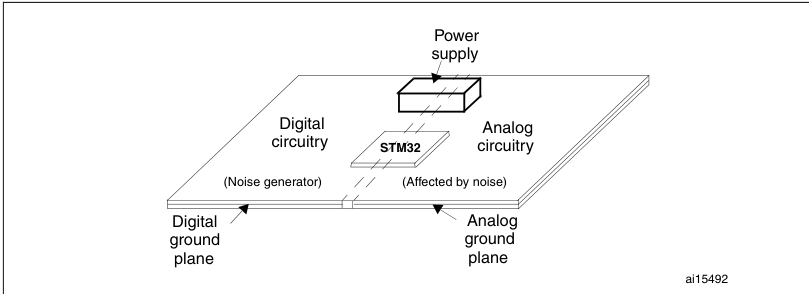 Power
supply
Digital
circuitry
Analog
circuitry
STM32
(Noise generator)
(Affected by noise)
Digital
ground
plane
Analog
ground
plane
ai15492